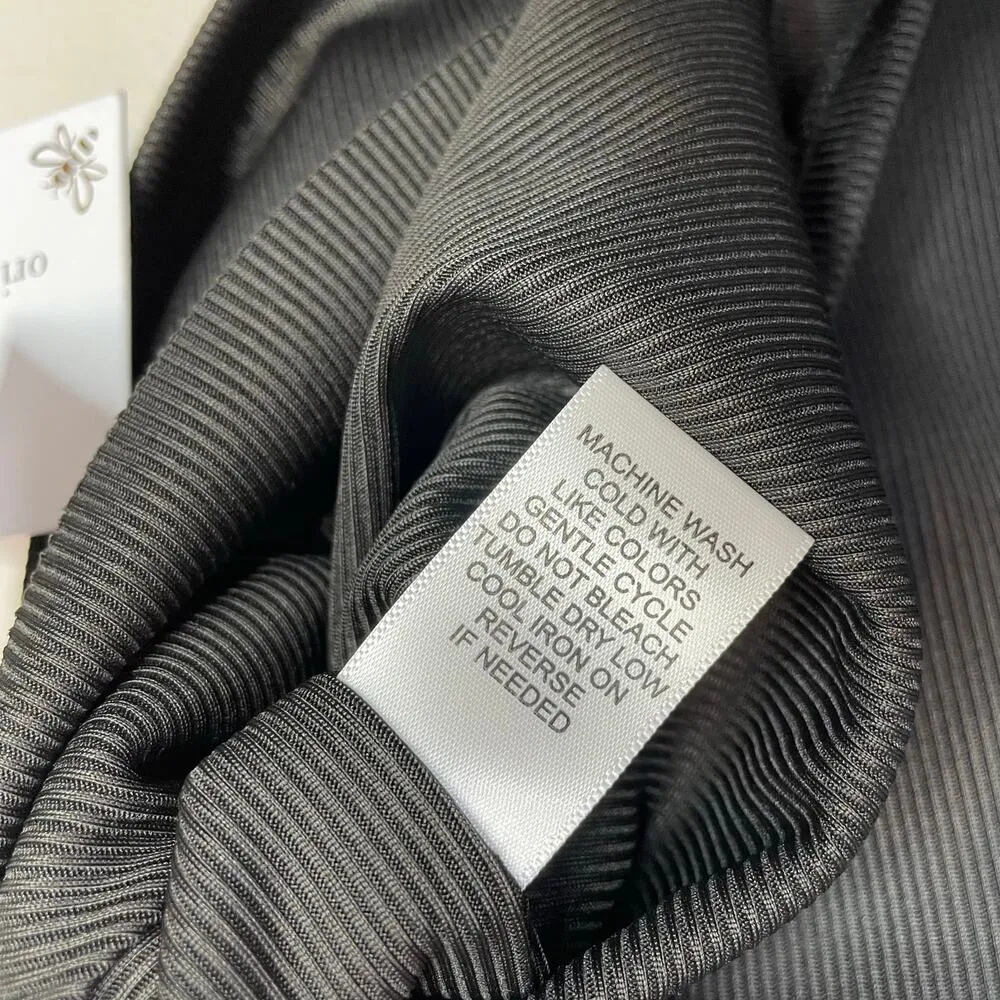 MACHINE WASH
COLD WITH
LIKE COLORS
GENTLE CYCLE
DO NOT BLEACH
TUMBLE DRY LOW
COOL IRON ON
REVERSE
IF NEEDED